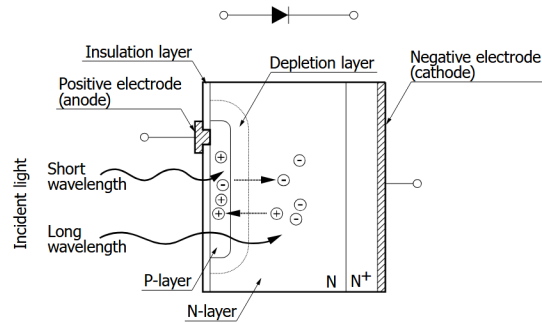 Insulation layer
Depletion layer
Negative electrode
(cathode)
Positive electrode
(anode)
Incident light
Short
wavelength
Long
wavelength
P-layer
N-layer
N
N+
+
-
-
-
+
+
+
-
-